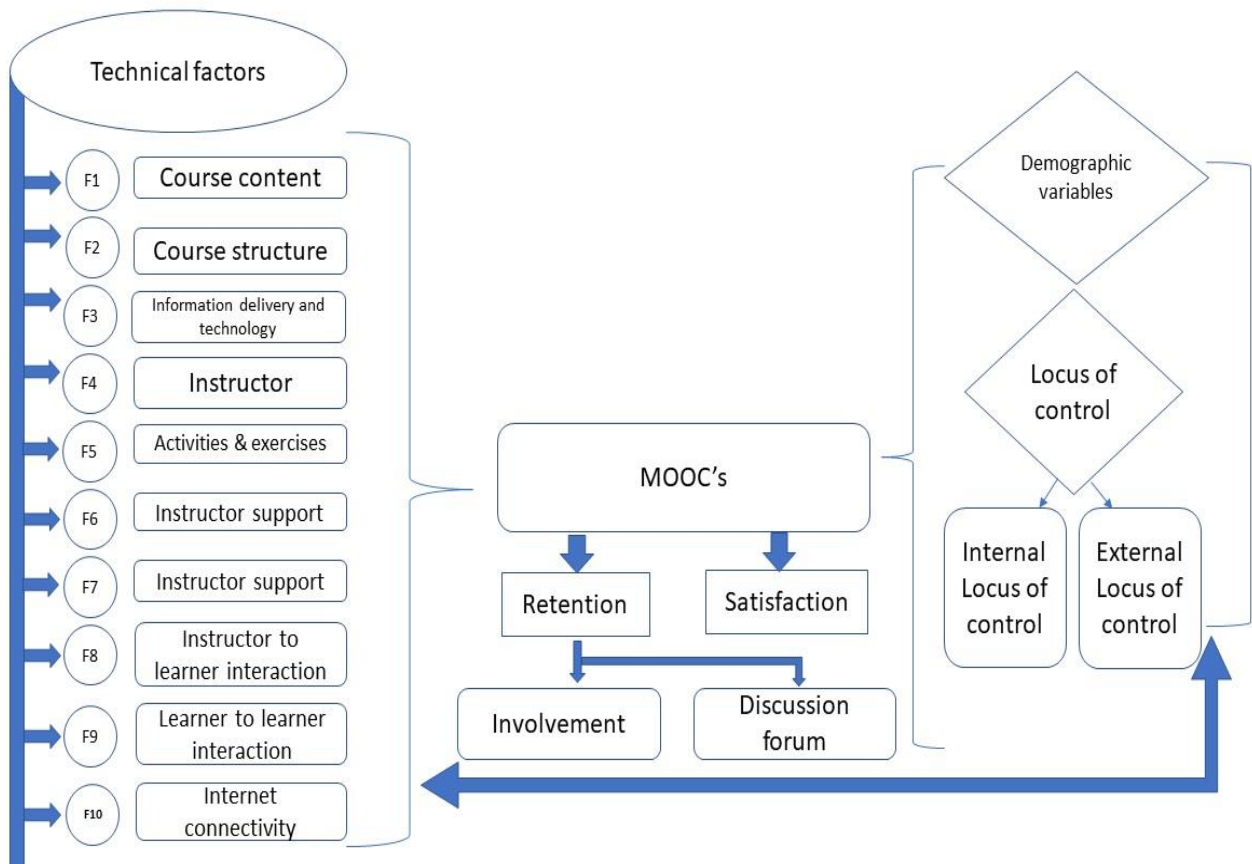 Technical factors
F1
Course content
F2
Course structure
F3
Information delivery and
technology
F4
Instructor
F5
Activities & exercises
F6
Instructor support
F7
Instructor support
F8
Instructor to
learner interaction
F9
Learner to learner
interaction
F10
Internet
connectivity
MOOC's
Retention
Satisfaction
Involvement
Discussion
forum
Demographic
variables
Locus of
control
Internal
Locus of
control
External
Locus of
control